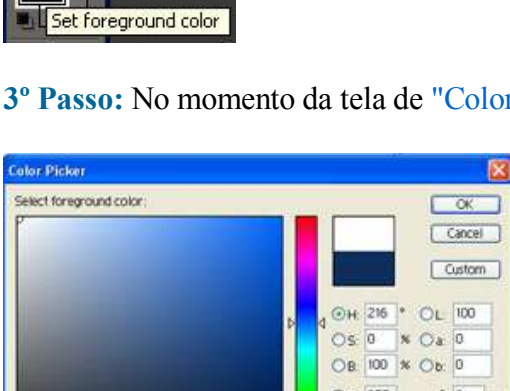 Set foreground color
3º Passo: No momento da tela de "Color
Color Picker
Select foreground color:
OK
Cancel
Custom
H: 216 ° L: 100
S: 0 % a: 0
B: 100 % b: 0